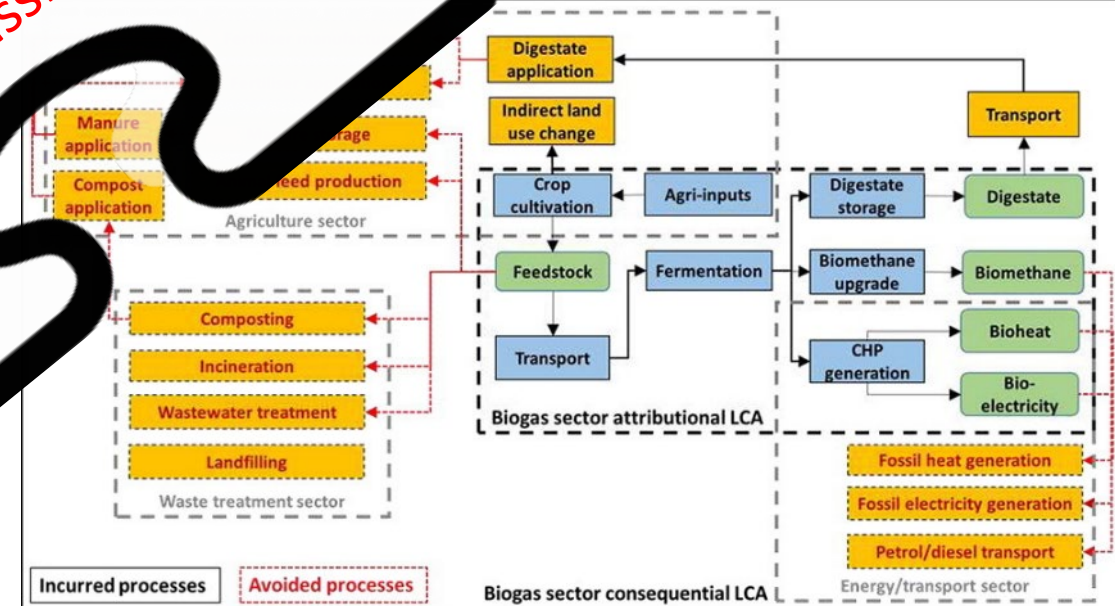 Digestate
application
Indirect land
use change
Transport
Manure
application
Compost
application
production
Agriculture sector
Crop
cultivation
Agri-inputs
Digestate
storage
Digestate
Feedstock
Fermentation
Biomethane
upgrade
Biomethane
Composting
Bioheat
Transport
CHP
generation
Incineration
Bio-
electricity
Wastewater treatment
Biogas sector attributional LCA
Landfilling
Fossil heat generation
Waste treatment sector
Fossil electricity generation
Petrol/diesel transport
Incurred processes
Avoided processes
Biogas sector consequential LCA
Energy/transport sector